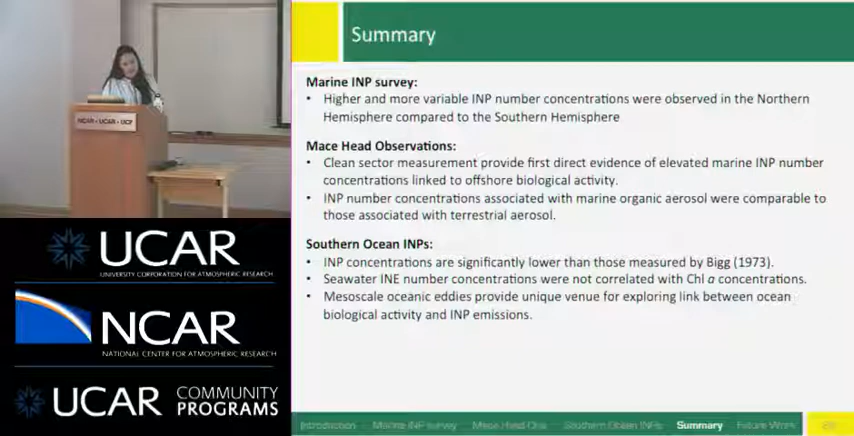 NCAR • UCAR • UCP
UCAR
UNIVERSITY CORPORATION FOR ATMOSPHERIC RESEARCH
NCAR
NATIONAL CENTER FOR ATMOSPHERIC RESEARCH
UCAR COMMUNITY
PROGRAMS
Summary
Marine INP survey:
• Higher and more variable INP number concentrations were observed in the Northern
Hemisphere compared to the Southern Hemisphere
Mace Head Observations:
• Clean sector measurement provide first direct evidence of elevated marine INP number
concentrations linked to offshore biological activity.
• INP number concentrations associated with marine organic aerosol were comparable to
those associated with terrestrial aerosol.
Southern Ocean INPs:
• INP concentrations are significantly lower than those measured by Bigg (1973).
• Seawater INE number concentrations were not correlated with Chl a concentrations.
• Mesoscale oceanic eddies provide unique venue for exploring link between ocean
biological activity and INP emissions.
Introduction Marine INP survey Mace Head Obs. Southern Ocean INPs Summary Future Work